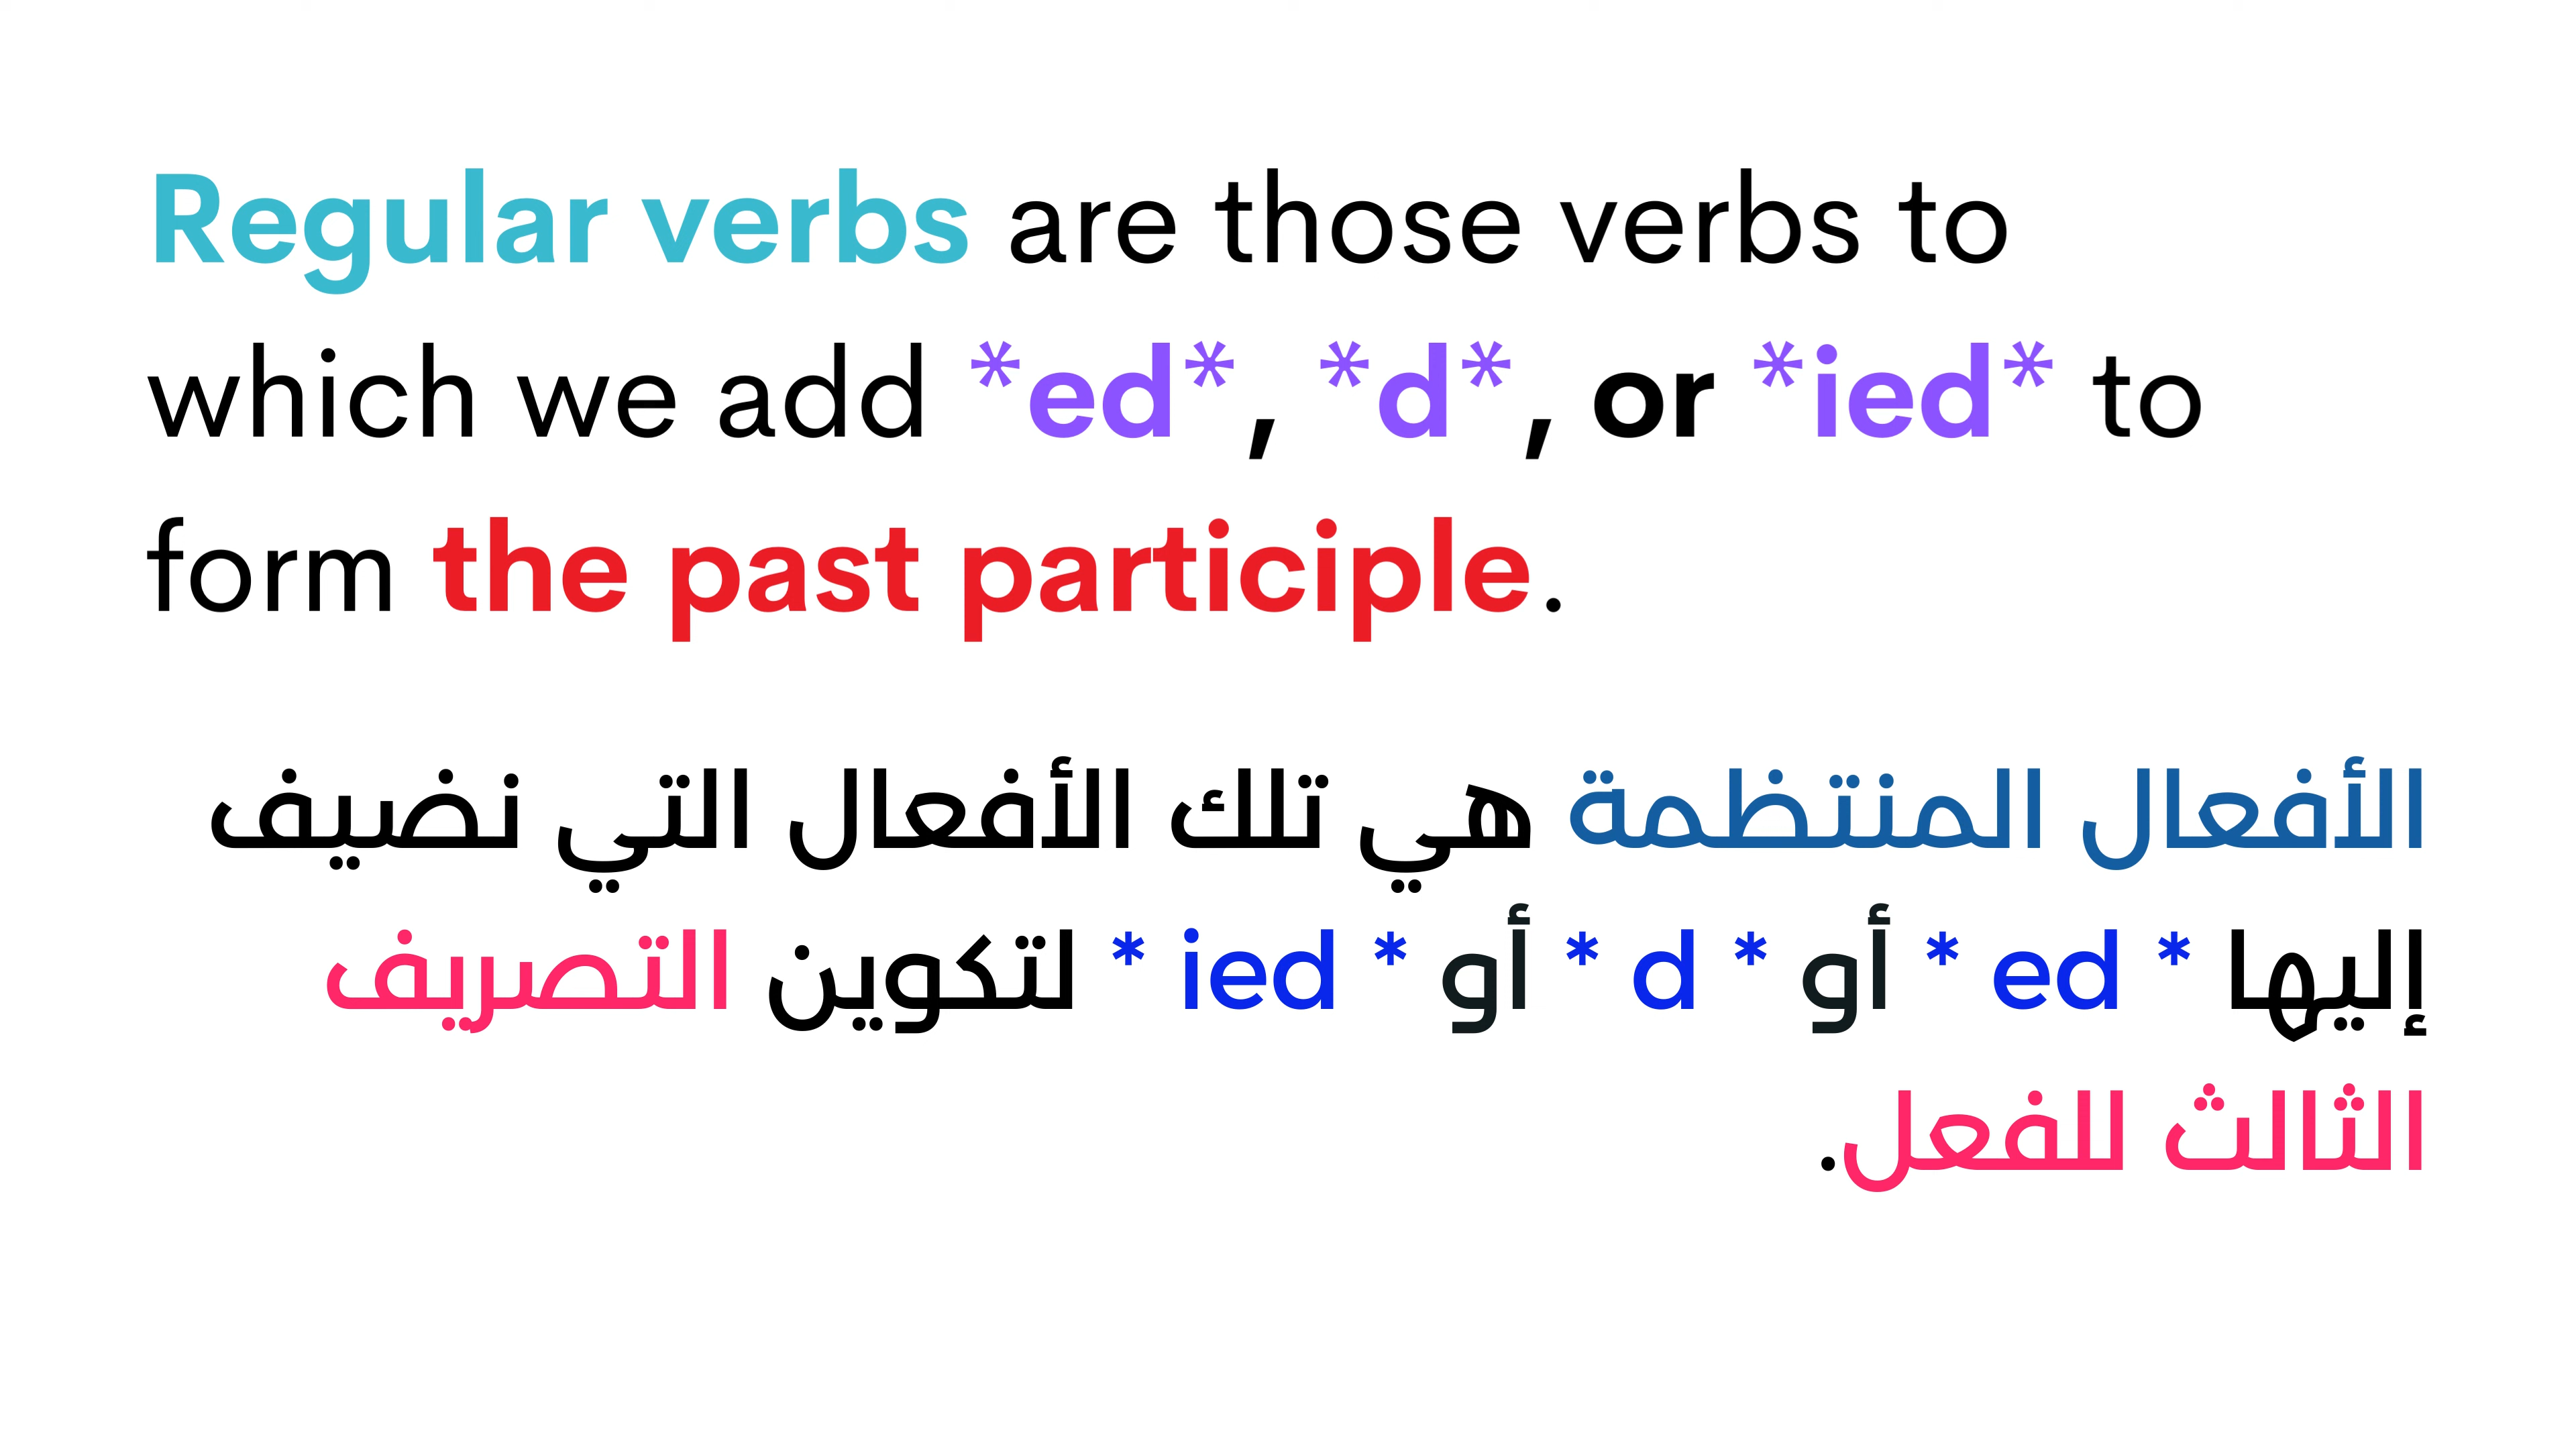 Regular verbs are those verbs to
which we add *ed*, *d*, or *ied* to
form the past participle.
الأفعال المنتظمة هي تلك الأفعال التي نضيف
إليها * ed * أو * d * أو * ied * لتكوين التصريف
الثالث للفعل.